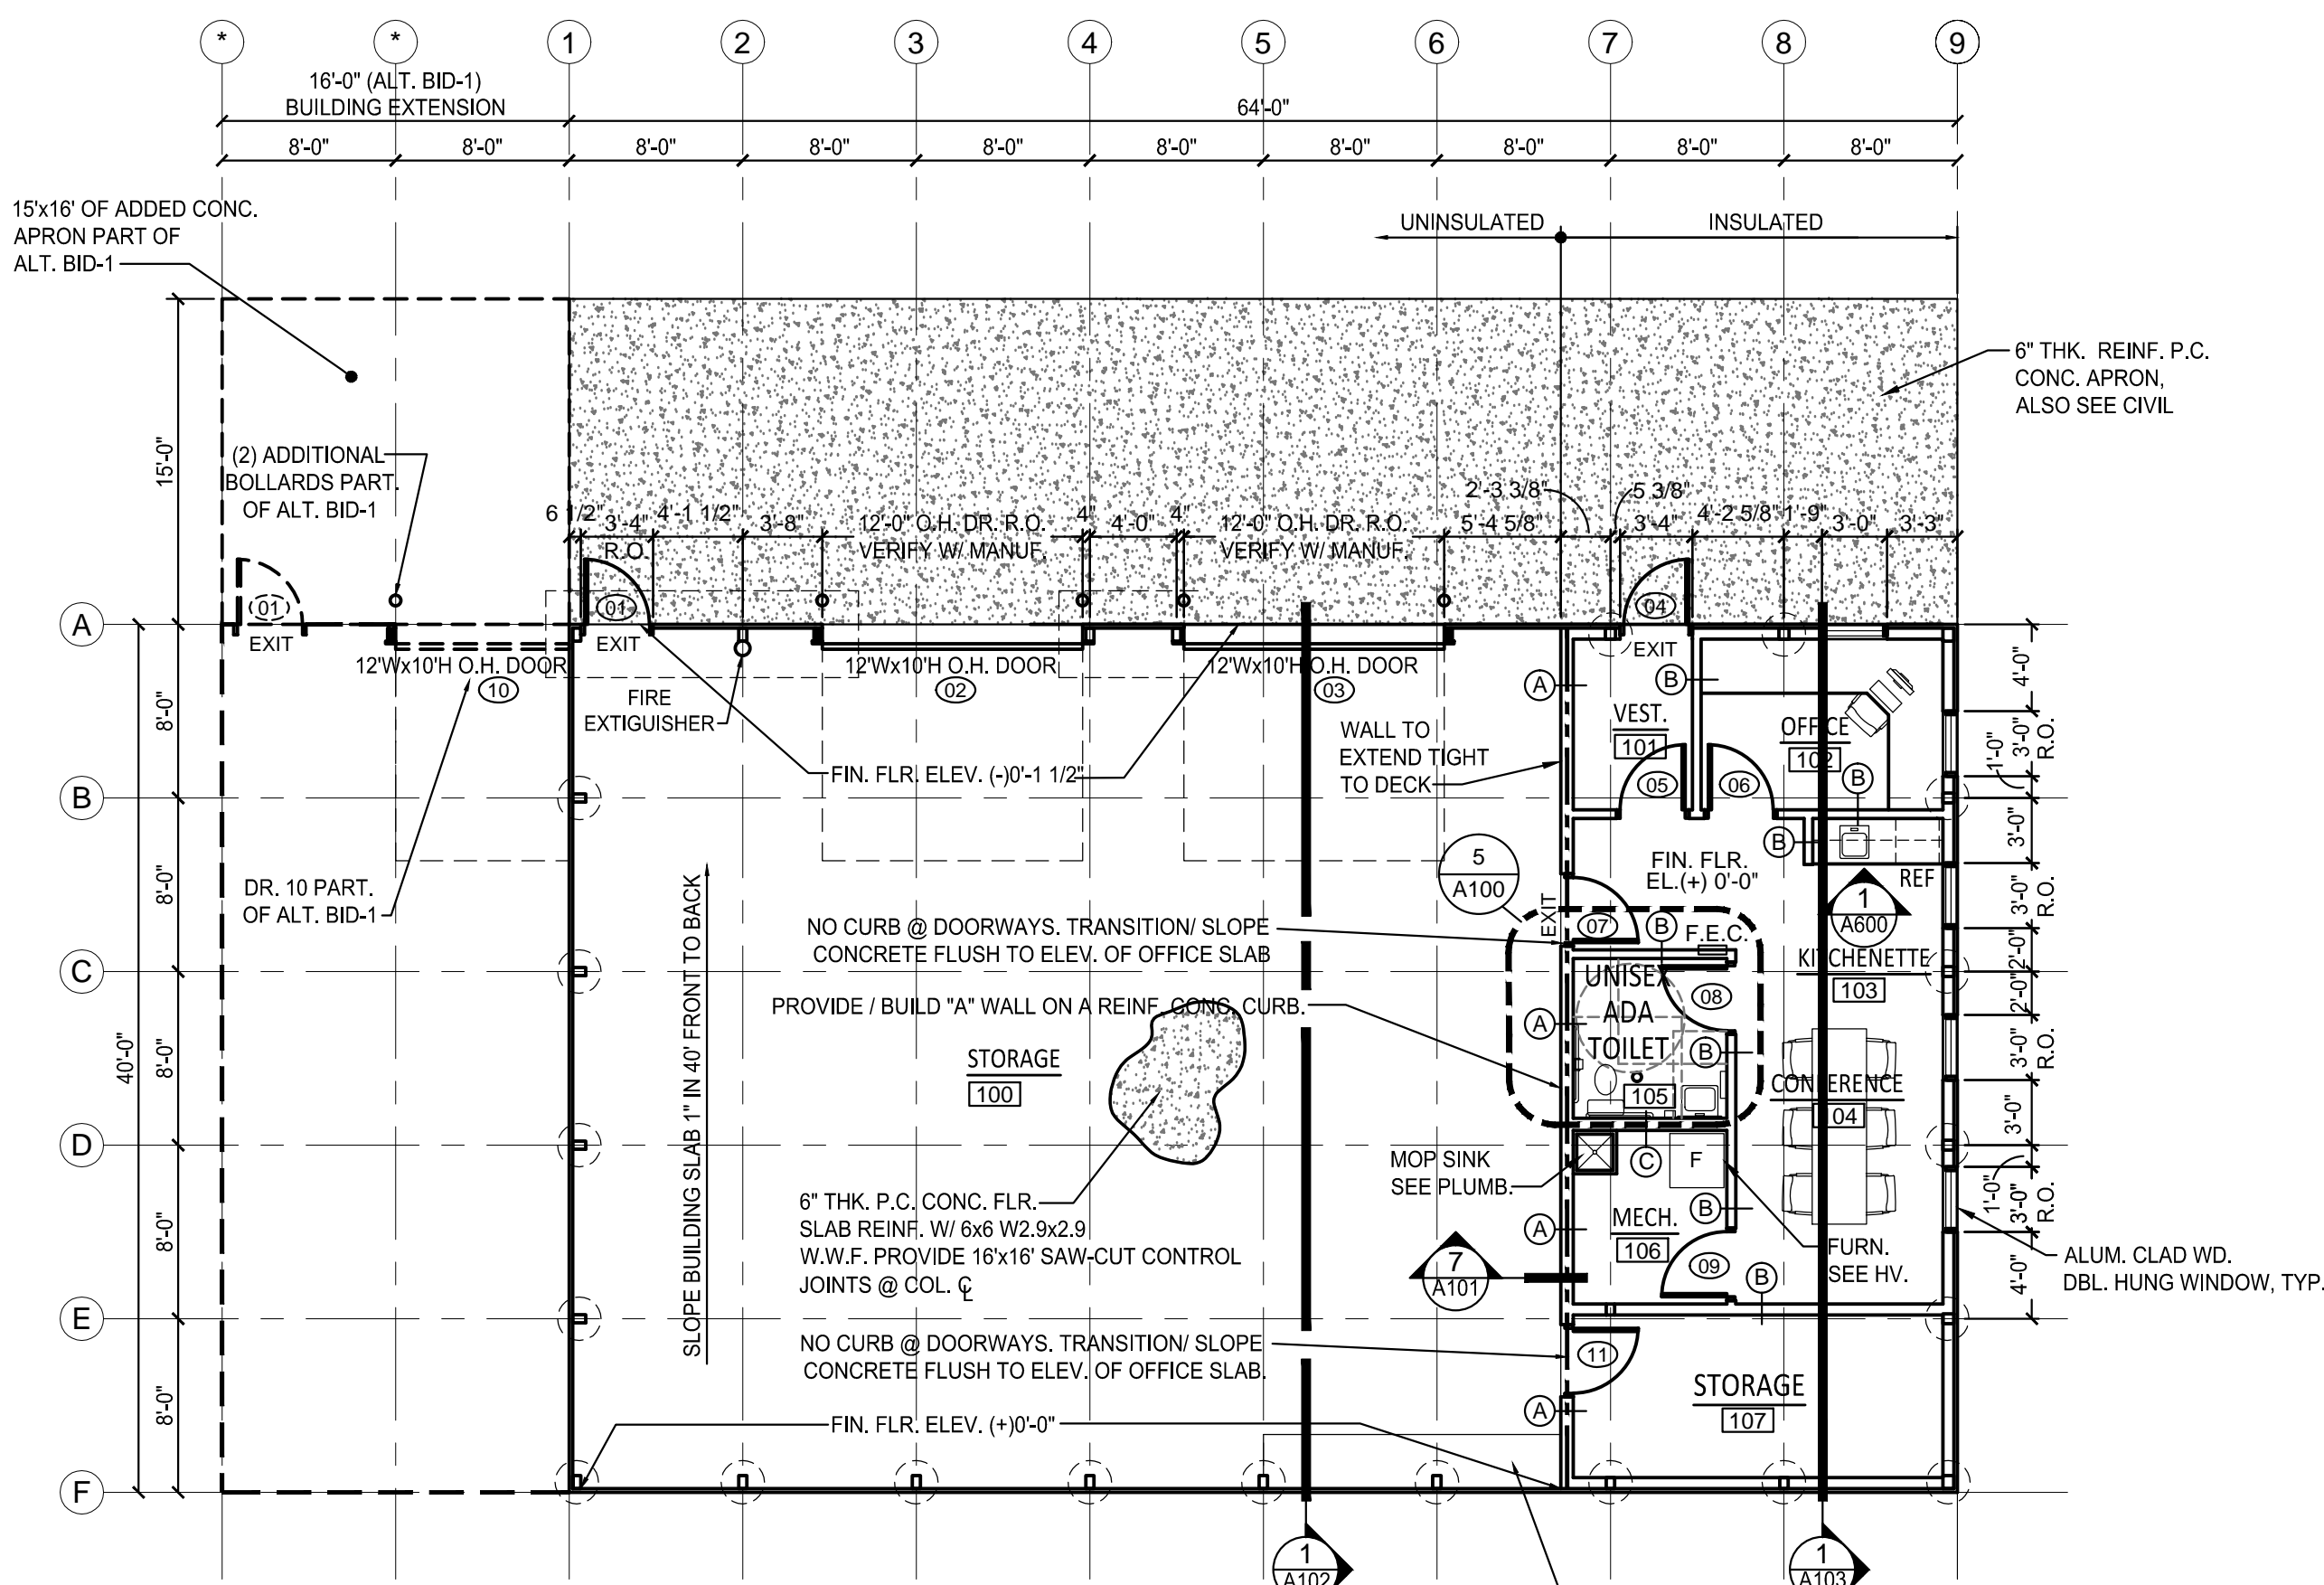 * * 1 2 3 4 5 6 7 8 9
16'-0" (ALT. BID-1)
BUILDING EXTENSION
64'-0"
8'-0" 8'-0" 8'-0" 8'-0" 8'-0" 8'-0" 8'-0" 8'-0" 8'-0" 8'-0"
15'x16' OF ADDED CONC.
APRON PART OF
ALT. BID-1
UNINSULATED
INSULATED
6" THK. REINF. P.C.
CONC. APRON,
ALSO SEE CIVIL
15'-0"
(2) ADDITIONAL
BOLLARDS PART.
OF ALT. BID-1
6 1/2"
3'-4"
R.O.
4'-1 1/2"
3'-8"
12'-0" O.H. DR. R.O.
VERIFY W/ MANUF.
4"
4'-0"
4"
12'-0" O.H. DR. R.O.
VERIFY W/ MANUF.
5'-4 5/8"
2'-3 3/8"
5 3/8"
3'-4"
4'-2 5/8"
1'-9"
3'-0"
3'-3"
A
01
EXIT
01
EXIT
04
EXIT
12'Wx10'H O.H. DOOR
10
12'Wx10'H O.H. DOOR
02
12'Wx10'H O.H. DOOR
03
FIRE
EXTIGUISHER
A
B
VEST.
101
OFFICE
102
4'-0"
3'-0"
R.O.
1'-0"
WALL TO
EXTEND TIGHT
TO DECK
FIN. FLR. ELEV. (-)0'-1 1/2"
05
06
B
8'-0"
B
40'-0"
B
3'-0"
FIN. FLR.
EL.(+) 0'-0"
REF
5
A100
1
A600
DR. 10 PART.
OF ALT. BID-1
8'-0"
SLOPE BUILDING SLAB 1" IN 40' FRONT TO BACK
NO CURB @ DOORWAYS. TRANSITION/ SLOPE
CONCRETE FLUSH TO ELEV. OF OFFICE SLAB
EXIT
07
B
F.E.C.
3'-0"
R.O.
2'-0"
C
KITCHENETTE
103
UNISEX
ADA
TOILET
105
08
PROVIDE / BUILD "A" WALL ON A REINF. CONC. CURB.
A
B
2'-0"
8'-0"
STORAGE
100
CONFERENCE
104
3'-0"
R.O.
3'-0"
D
MOP SINK
SEE PLUMB.
C
F
6" THK. P.C. CONC. FLR.
SLAB REINF. W/ 6x6 W2.9x2.9
W.W.F. PROVIDE 16'x16' SAW-CUT CONTROL
JOINTS @ COL. ℄
8'-0"
A
MECH.
106
B
1'-0"
3'-0"
R.O.
7
A101
09
B
FURN.
SEE HV.
ALUM. CLAD WD.
DBL. HUNG WINDOW, TYP.
4'-0"
E
NO CURB @ DOORWAYS. TRANSITION/ SLOPE
CONCRETE FLUSH TO ELEV. OF OFFICE SLAB.
11
8'-0"
STORAGE
107
A
FIN. FLR. ELEV. (+)0'-0"
F
1
A102
1
A103